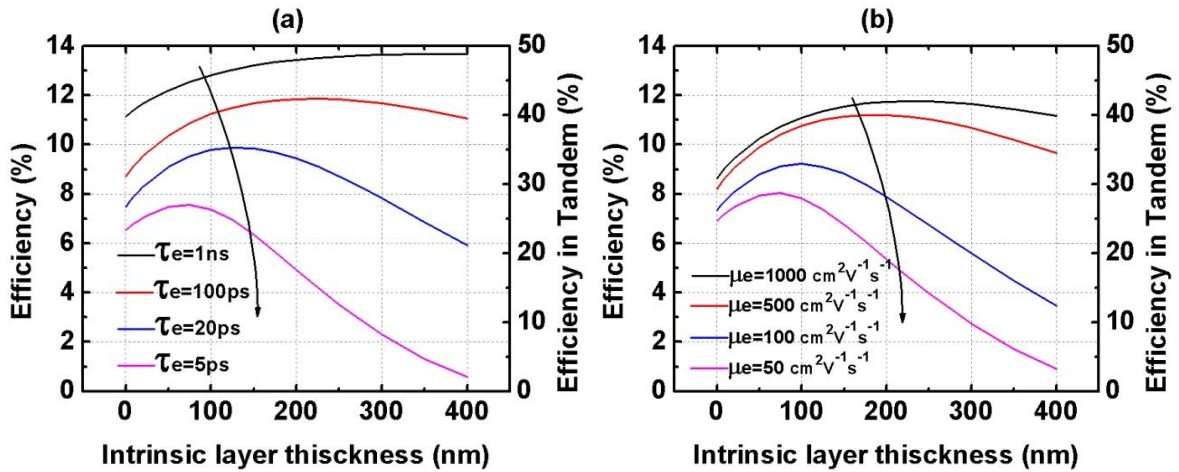 (a)
14
12
10
8
6
4
2
0
Efficiency (%)
τe=1ns
τe=100ps
τe=20ps
τe=5ps
0 100 200 300 400
Intrinsic layer thisckness (nm)
50
40
30
20
10
0
Efficiency in Tandem (%)
(b)
14
12
10
8
6
4
2
0
Efficiency (%)
μe=1000 cm²V⁻¹s⁻¹
μe=500 cm²V⁻¹s⁻¹
μe=100 cm²V⁻¹s⁻¹
μe=50 cm²V⁻¹s⁻¹
0 100 200 300 400
Intrinsic layer thisckness (nm)
50
40
30
20
10
0
Efficiency in Tandem (%)